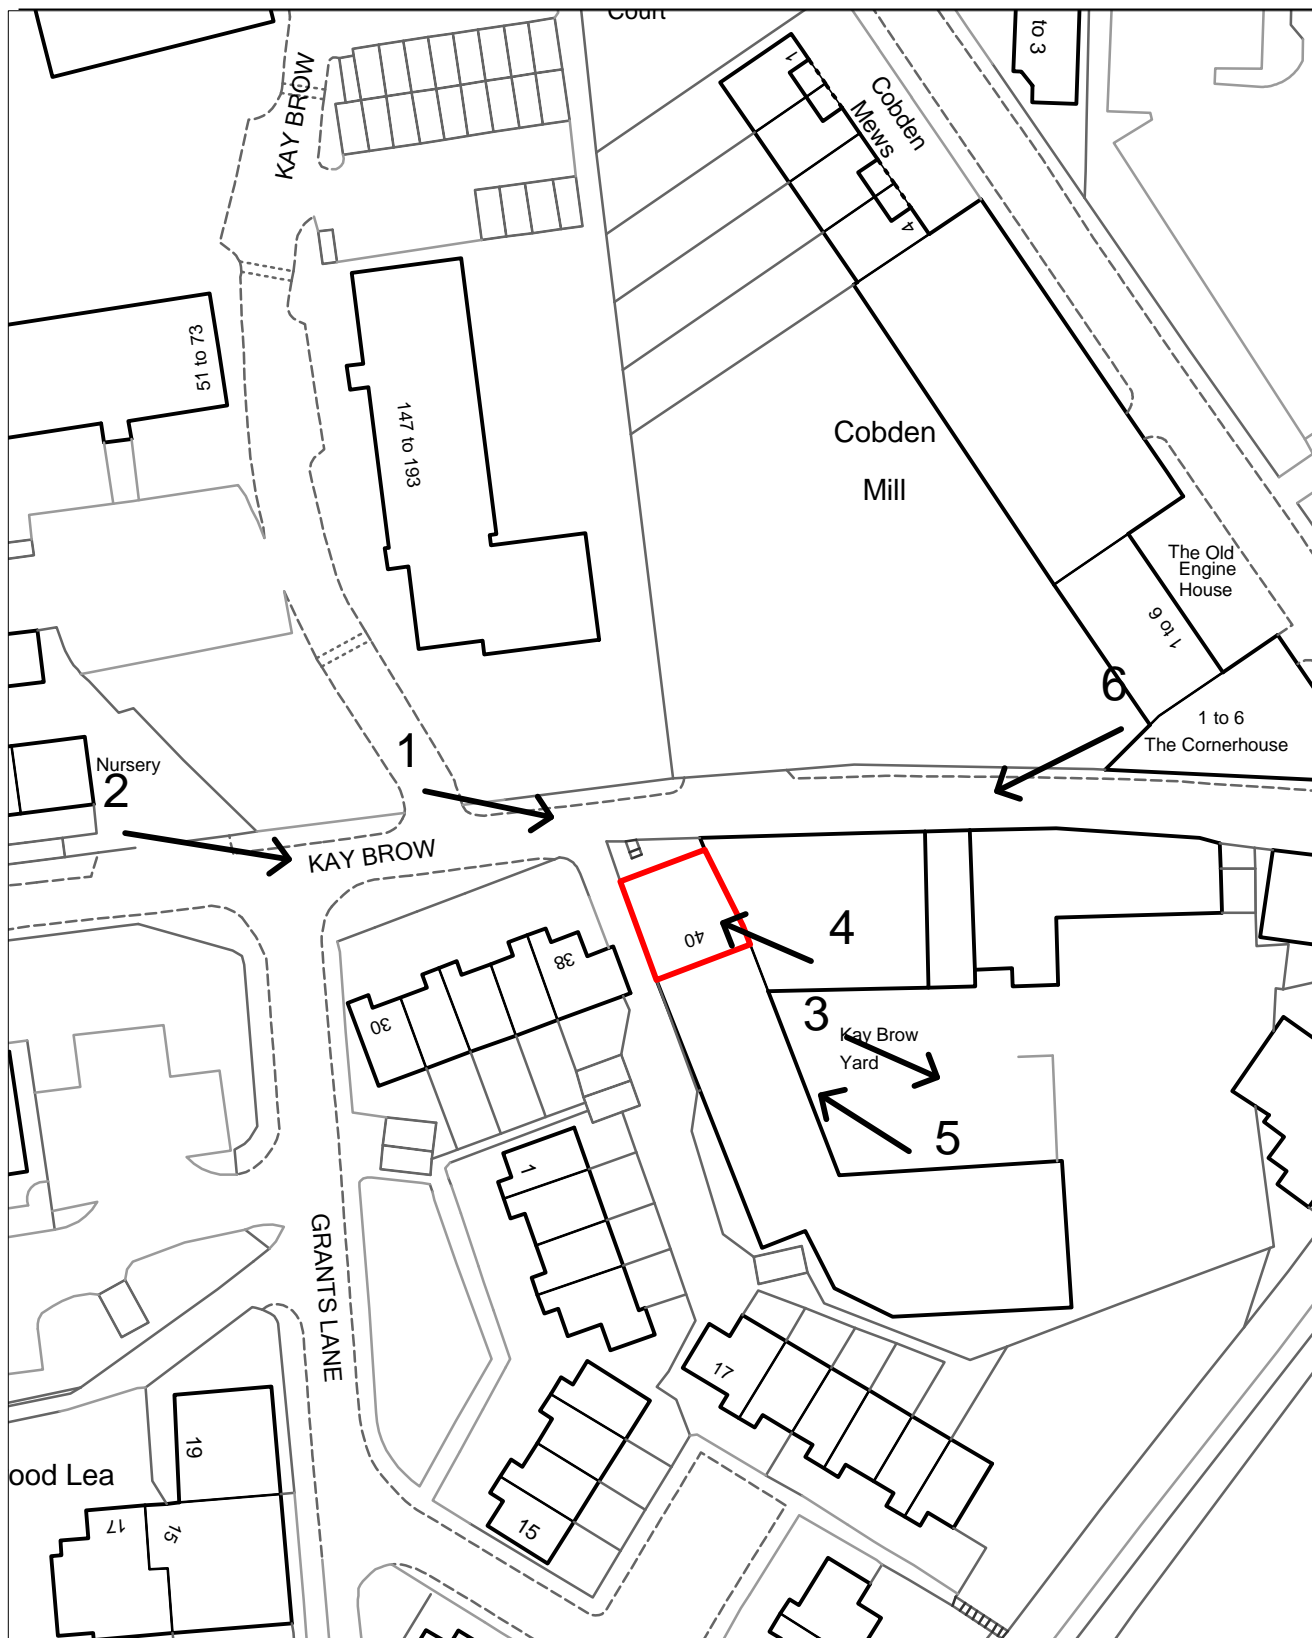 Court
to 3
KAY BROW
1
Cobden
Mews
4
51 to 73
147 to 193
Cobden
Mill
The Old
Engine
House
1 to 6
6
1 to 6
The Cornerhouse
1
Nursery
2
KAY BROW
40
4
38
30
3
Kay Brow
Yard
5
1
GRANTS LANE
17
19
ood Lea
17
15
15